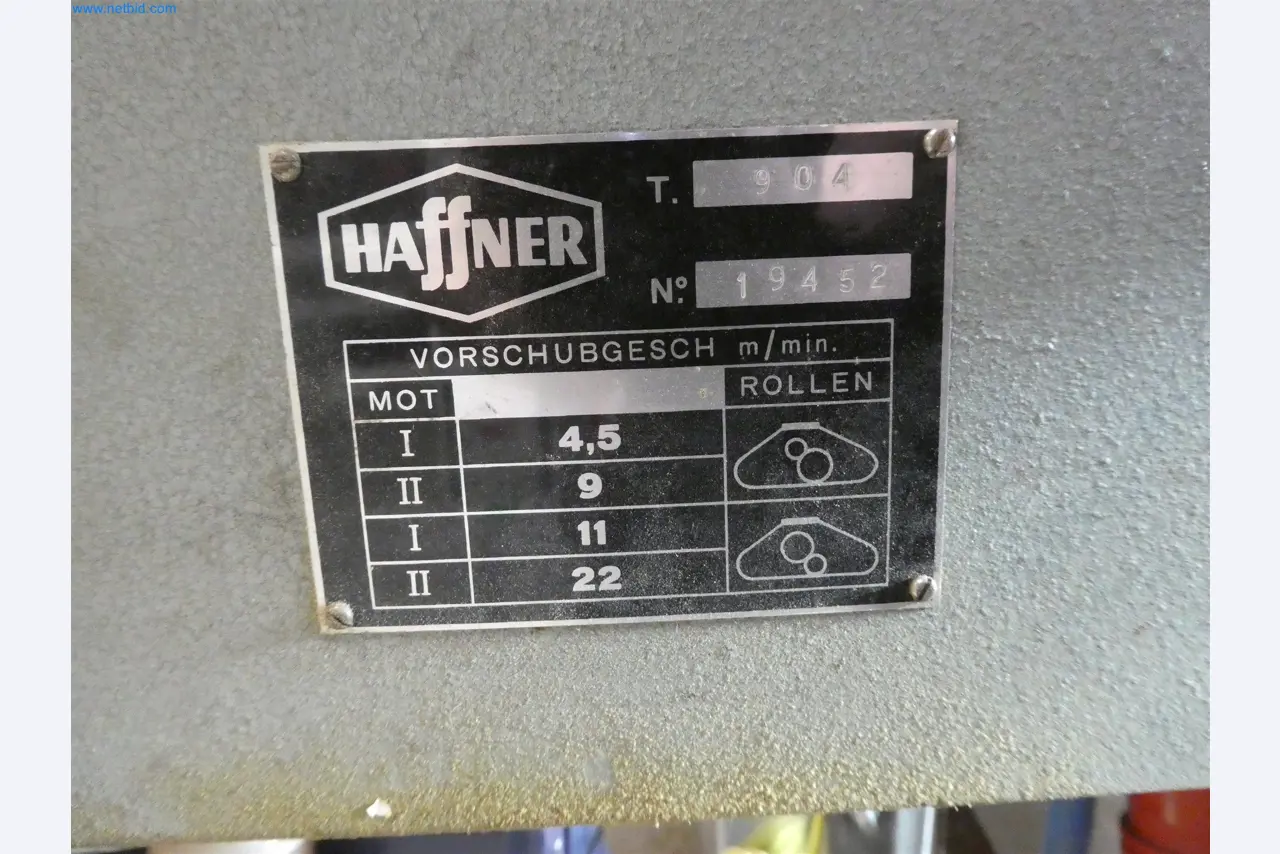 www.netbid.com
HAFFNER
T. 904
Nº. 19452
VORSCHUBGESCH m/min.
MOT ROLLEN
I 4,5
II 9
I 11
II 22